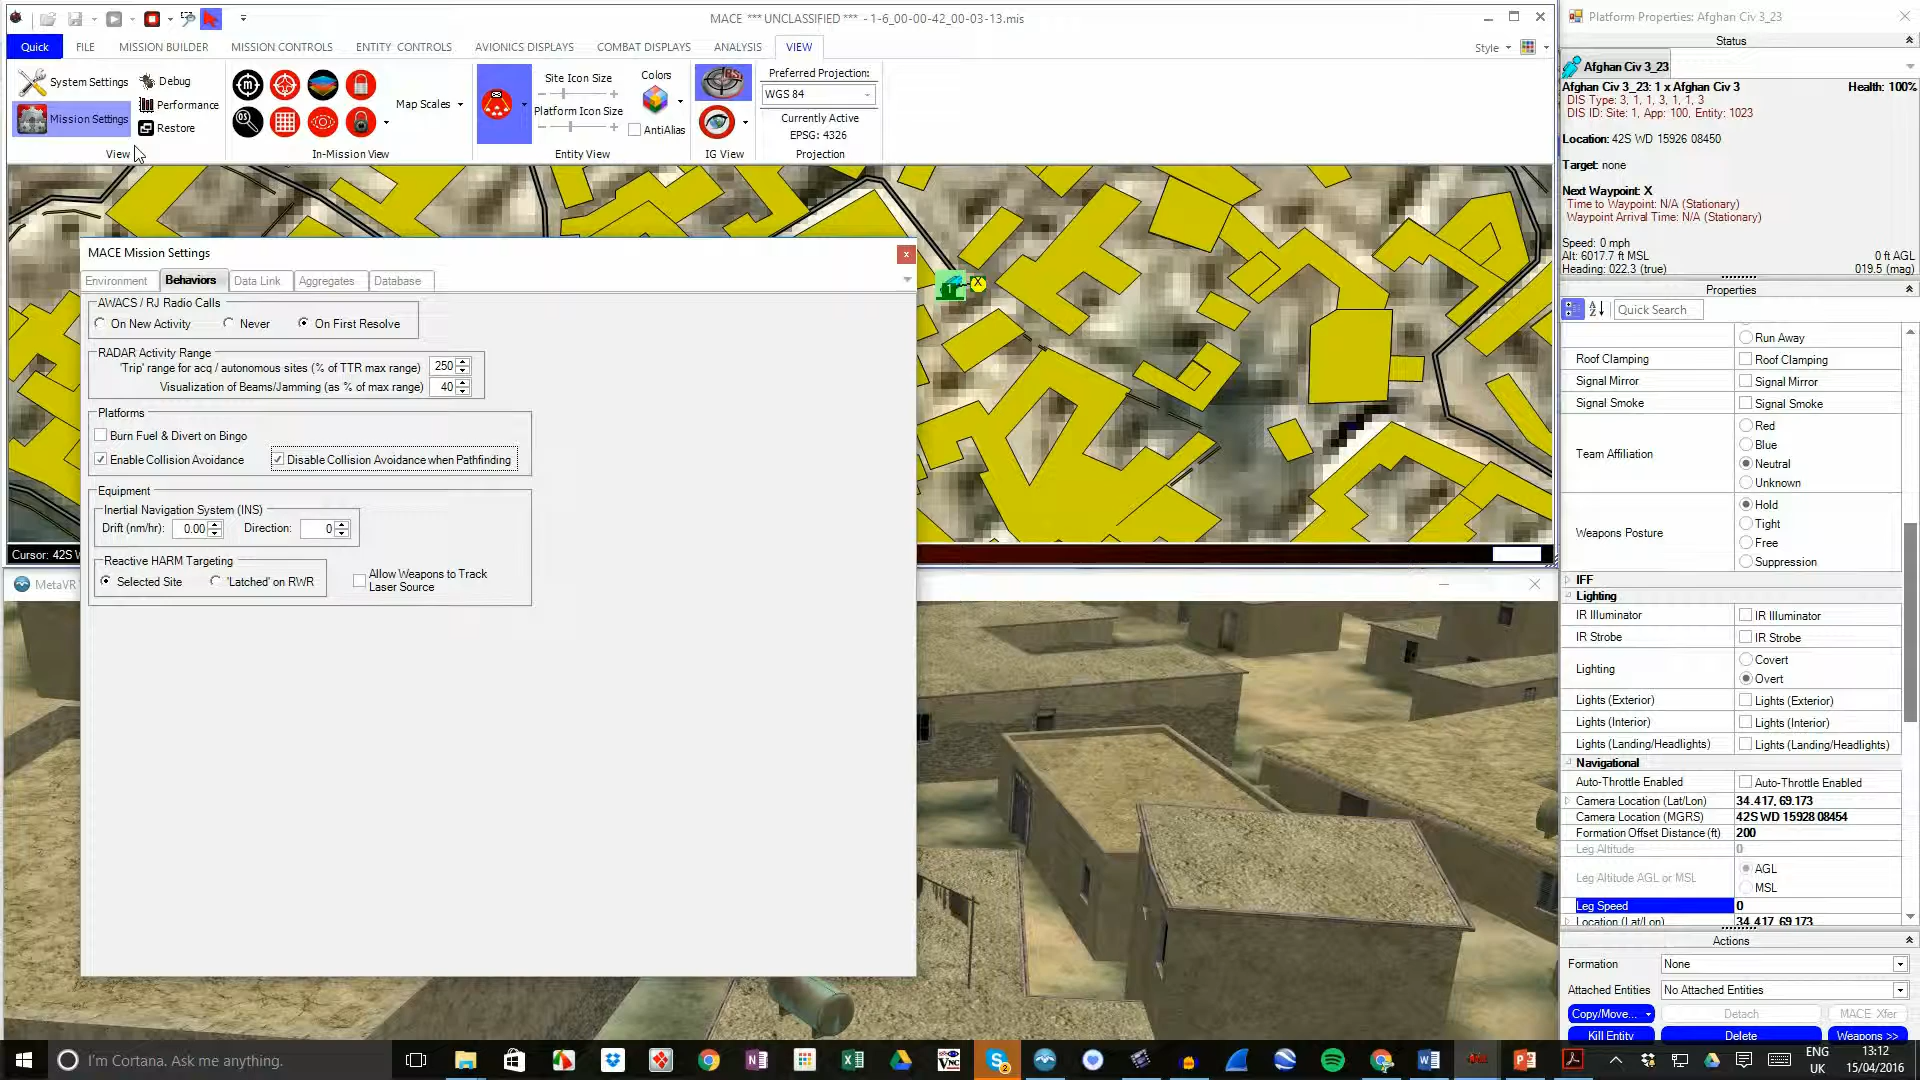 MACE *** UNCLASSIFIED *** - 1-6_00-00-42_00-03-13.mis
Quick
FILE
MISSION BUILDER
MISSION CONTROLS
ENTITY CONTROLS
AVIONICS DISPLAYS
COMBAT DISPLAYS
ANALYSIS
VIEW
Style
System Settings
Debug
Mission Settings
Performance
Restore
View
Map Scales
In-Mission View
Site Icon Size
Platform Icon Size
Colors
AntiAlias
Entity View
IG View
Preferred Projection:
WGS 84
Currently Active
EPSG: 4326
Projection
MACE Mission Settings
Environment
Behaviors
Data Link
Aggregates
Database
AWACS / RJ Radio Calls
On New Activity
Never
On First Resolve
RADAR Activity Range
'Trip' range for acq / autonomous sites (% of TTR max range)
250
Visualization of Beams/Jamming (as % of max range)
40
Platforms
Burn Fuel & Divert on Bingo
Enable Collision Avoidance
Disable Collision Avoidance when Pathfinding
Equipment
Inertial Navigation System (INS)
Drift (nm/hr):
0.00
Direction:
0
Reactive HARM Targeting
Selected Site
'Latched' on RWR
Allow Weapons to Track
Laser Source
1
X
Cursor: 42S W
MetaVR
Platform Properties: Afghan Civ 3_23
Status
Afghan Civ 3_23
Afghan Civ 3_23: 1 x Afghan Civ 3
Health: 100%
DIS Type: 3, 1, 1, 3, 1, 1, 3
DIS ID: Site: 1, App: 100, Entity: 1023
Location: 42S WD 15926 08450
Target: none
Next Waypoint: X
Time to Waypoint: N/A (Stationary)
Waypoint Arrival Time: N/A (Stationary)
Speed: 0 mph
Alt: 6017.7 ft MSL
0 ft AGL
Heading: 022.3 (true)
019.5 (mag)
Properties
Quick Search
Run Away
Roof Clamping
Roof Clamping
Signal Mirror
Signal Mirror
Signal Smoke
Signal Smoke
Team Affiliation
Red
Blue
Neutral
Unknown
Weapons Posture
Hold
Tight
Free
Suppression
IFF
Lighting
IR Illuminator
IR Illuminator
IR Strobe
IR Strobe
Lighting
Covert
Overt
Lights (Exterior)
Lights (Exterior)
Lights (Interior)
Lights (Interior)
Lights (Landing/Headlights)
Lights (Landing/Headlights)
Navigational
Auto-Throttle Enabled
Auto-Throttle Enabled
Camera Location (Lat/Lon)
34.417, 69.173
Camera Location (MGRS)
42S WD 15928 08454
Formation Offset Distance (ft)
200
Leg Altitude
0
Leg Altitude AGL or MSL
AGL
MSL
Leg Speed
0
Location (Lat/Lon)
34.417, 69.173
Actions
Formation
None
Attached Entities
No Attached Entities
Copy/Move...
Detach
MACE Xfer
Kill Entity
Delete
Weapons >>
I'm Cortana. Ask me anything.
ENG
UK
13:12
15/04/2016